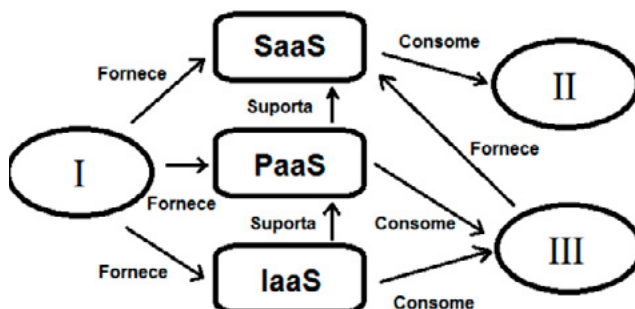 SaaS
Consome
Fornece
II
Suporta
I
PaaS
Fornece
Fornece
Suporta
Consome
III
Fornece
IaaS
Consome